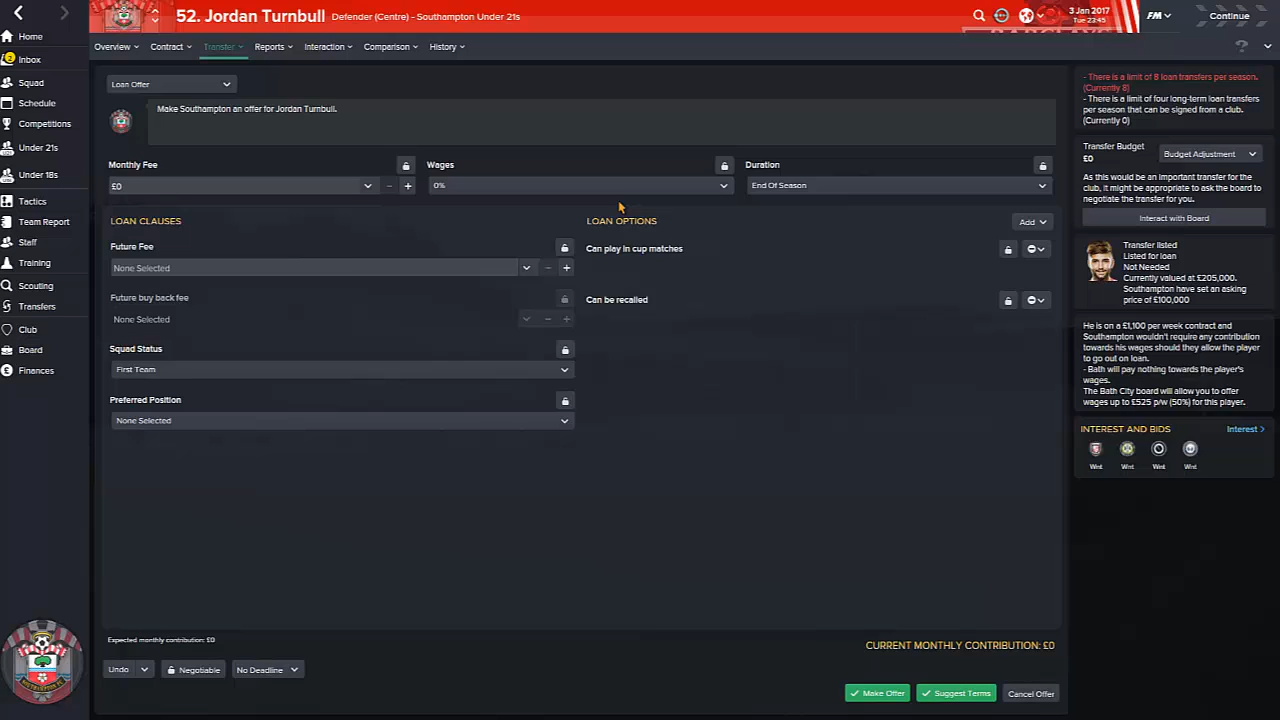 52. Jordan Turnbull
Defender (Centre) - Southampton Under 21s
3 Jan 2017
Tue 23:45
FM
Continue
Home
Overview
Contract
Transfer
Reports
Interaction
Comparison
History
2
Inbox
Squad
Schedule
Competitions
Under 21s
Under 18s
Tactics
Team Report
Staff
Training
Scouting
Transfers
Club
Board
Finances
Loan Offer
Make Southampton an offer for Jordan Turnbull.
Monthly Fee
£0
Wages
0%
Duration
End Of Season
LOAN CLAUSES
Future Fee
None Selected
Future buy back fee
None Selected
Squad Status
First Team
Preferred Position
None Selected
LOAN OPTIONS
Add
Can play in cup matches
Can be recalled
Expected monthly contribution: £0
CURRENT MONTHLY CONTRIBUTION: £0
Undo
Negotiable
No Deadline
Make Offer
Suggest Terms
Cancel Offer
- There is a limit of 8 loan transfers per season.
(Currently 8)
- There is a limit of four long-term loan transfers
per season that can be signed from a club.
(Currently 0)
Transfer Budget
£0
Budget Adjustment
As this would be an important transfer for the
club, it might be appropriate to ask the board to
negotiate the transfer for you.
Interact with Board
Transfer listed
Listed for loan
Not Needed
Currently valued at £205,000.
Southampton have set an asking
price of £100,000
He is on a £1,100 per week contract and
Southampton wouldn't require any contribution
towards his wages should they allow the player
to go out on loan.
- Bath will pay nothing towards the player's
wages.
The Bath City board will allow you to offer
wages up to £525 p/w (50%) for this player.
INTEREST AND BIDS
Interest >
Wnt
Wnt
Wnt
Wnt